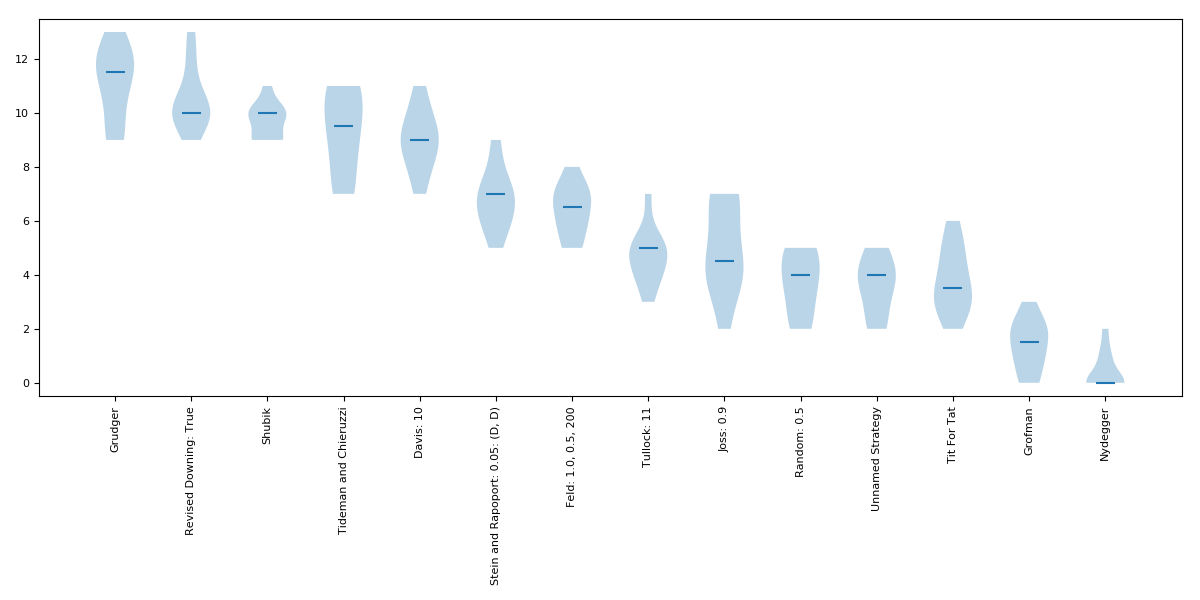 12
10
8
6
4
2
0
Grudger
Revised Downing: True
Shubik
Tideman and Chieruzzi
Davis: 10
Stein and Rapoport: 0.05: (D, D)
Feld: 1.0, 0.5, 200
Tullock: 11
Joss: 0.9
Random: 0.5
Unnamed Strategy
Tit For Tat
Grofman
Nydegger